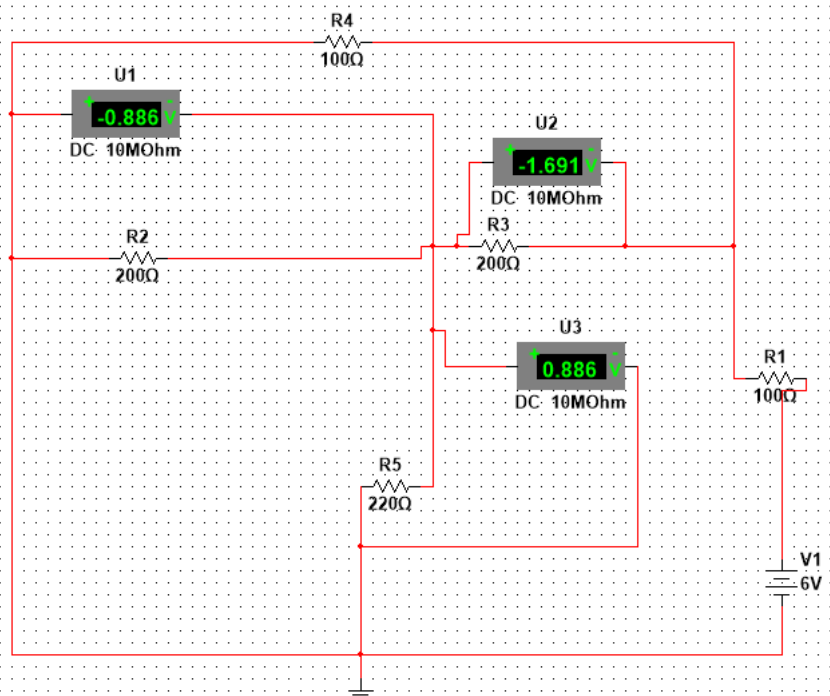 R4
100Ω
U1
+ -
-0.886 V
DC 10MOhm
U2
+ -
-1.691 V
DC 10MOhm
R3
200Ω
R2
200Ω
U3
+ -
0.886 V
DC 10MOhm
R1
100Ω
R5
220Ω
V1
6V